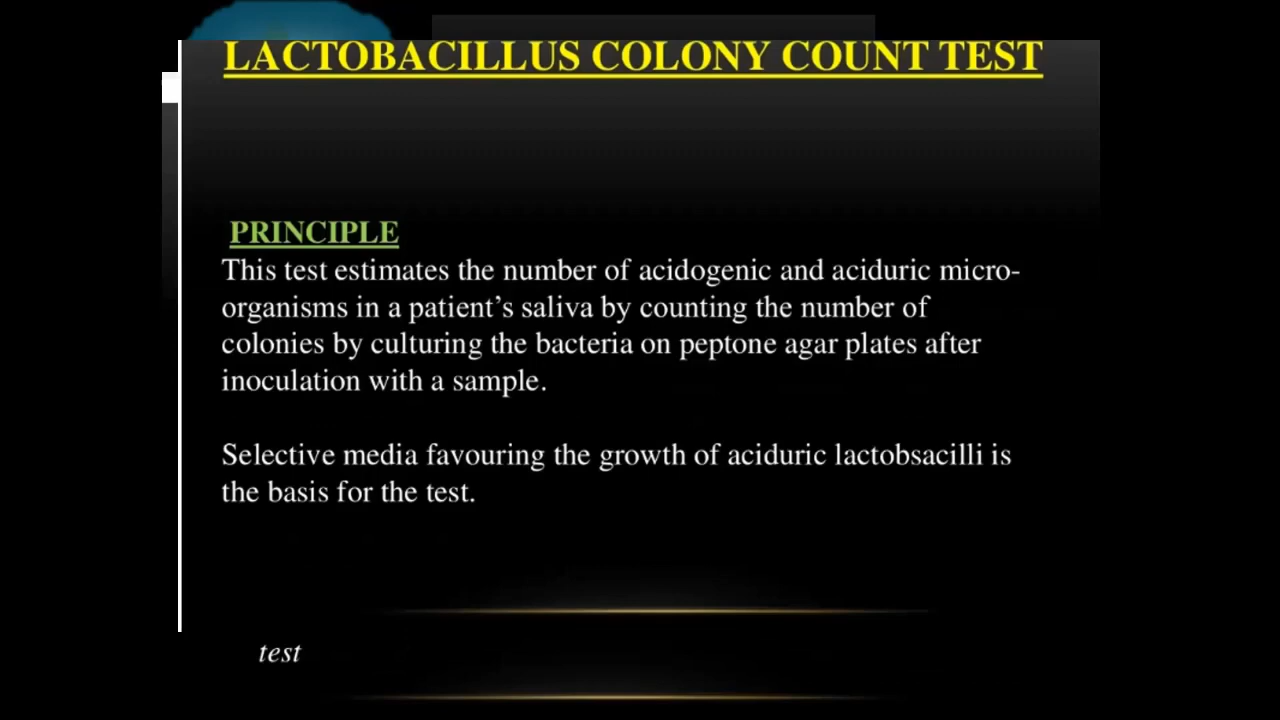 LACTOBACILLUS COLONY COUNT TEST
PRINCIPLE
This test estimates the number of acidogenic and aciduric micro-
organisms in a patient’s saliva by counting the number of
colonies by culturing the bacteria on peptone agar plates after
inoculation with a sample.
Selective media favouring the growth of aciduric lactobsacilli is
the basis for the test.
test